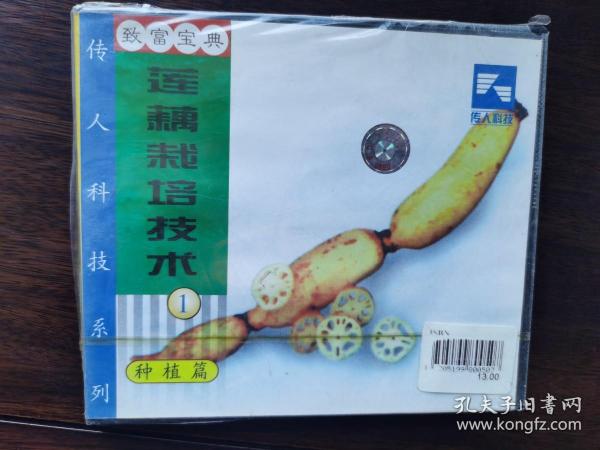 传人科技系列
致富宝典
莲藕栽培技术
1
种植篇
传人科技
ISBN
13.00
孔夫子旧书网
www.kongfz.com